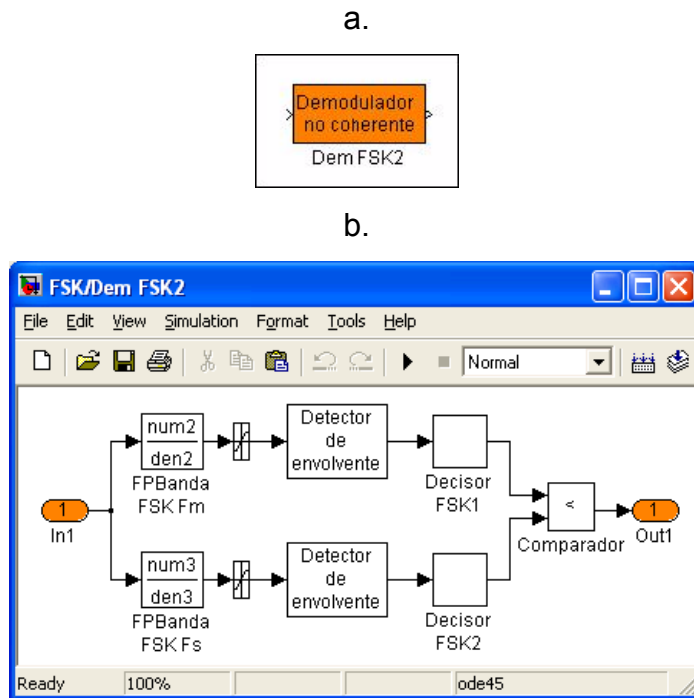 a.
Demodulador
no coherente
Dem FSK2
b.
FSK/Dem FSK2
File Edit View Simulation Format Tools Help
Normal
num2
den2
FPBanda
FSK Fm
Detector
de
envolvente
Decisor
FSK1
1
In1
<
Comparador
1
Out1
num3
den3
FPBanda
FSK Fs
Detector
de
envolvente
Decisor
FSK2
Ready 100% ode45